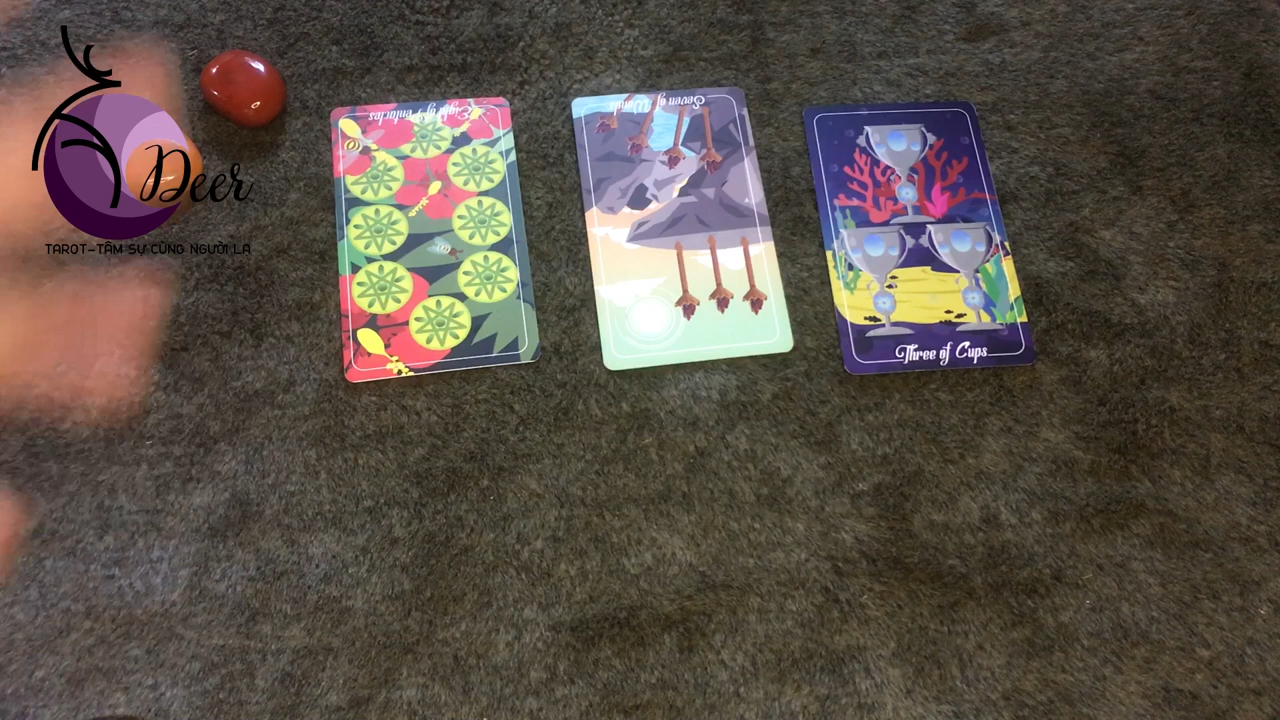 Deer
TAROT-TÂM SỰ CÙNG NGƯỜI LẠ
Eight of Pentacles
Seven of Wands
Three of Cups